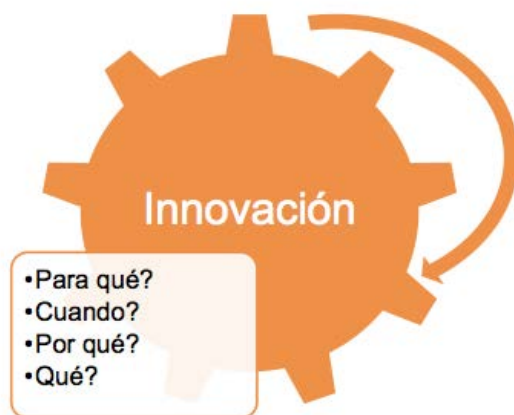 Innovación
•Para qué?
•Cuando?
•Por qué?
•Qué?